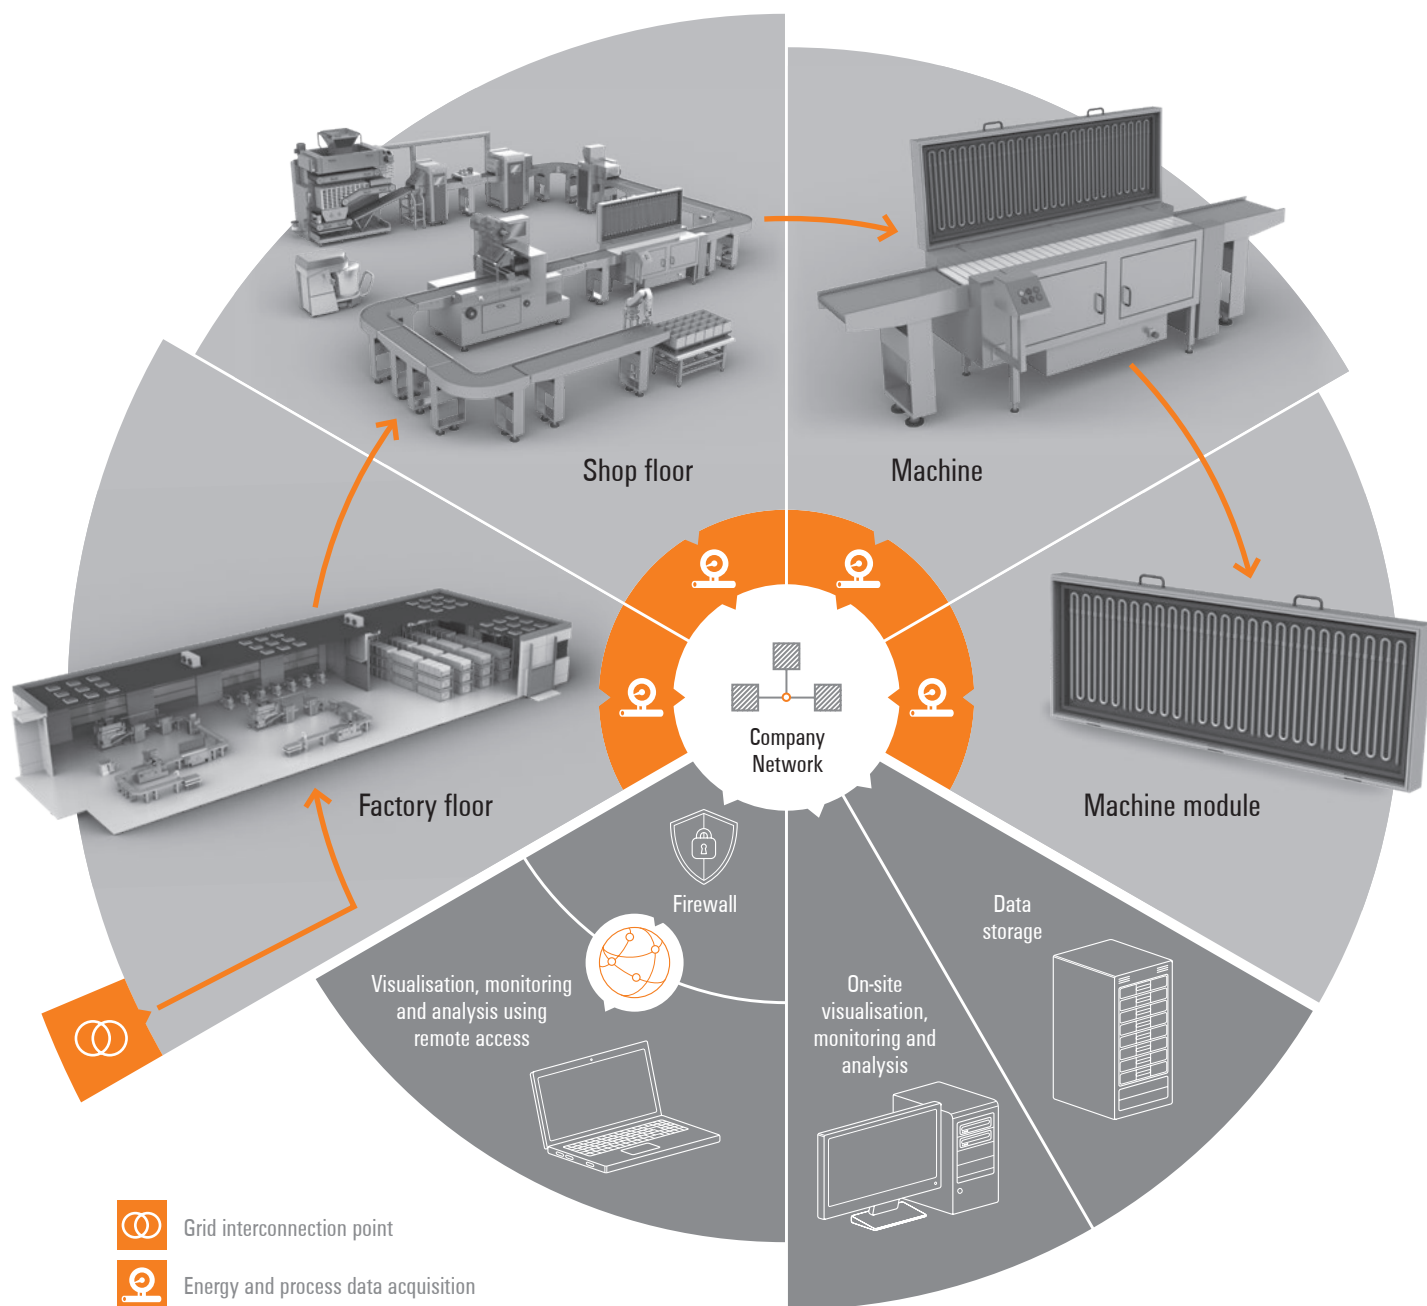 Shop floor
Machine
Company
Network
Factory floor
Machine module
Firewall
Data
storage
Visualisation, monitoring
and analysis using
remote access
On-site
visualisation,
monitoring and
analysis
Grid interconnection point
Energy and process data acquisition